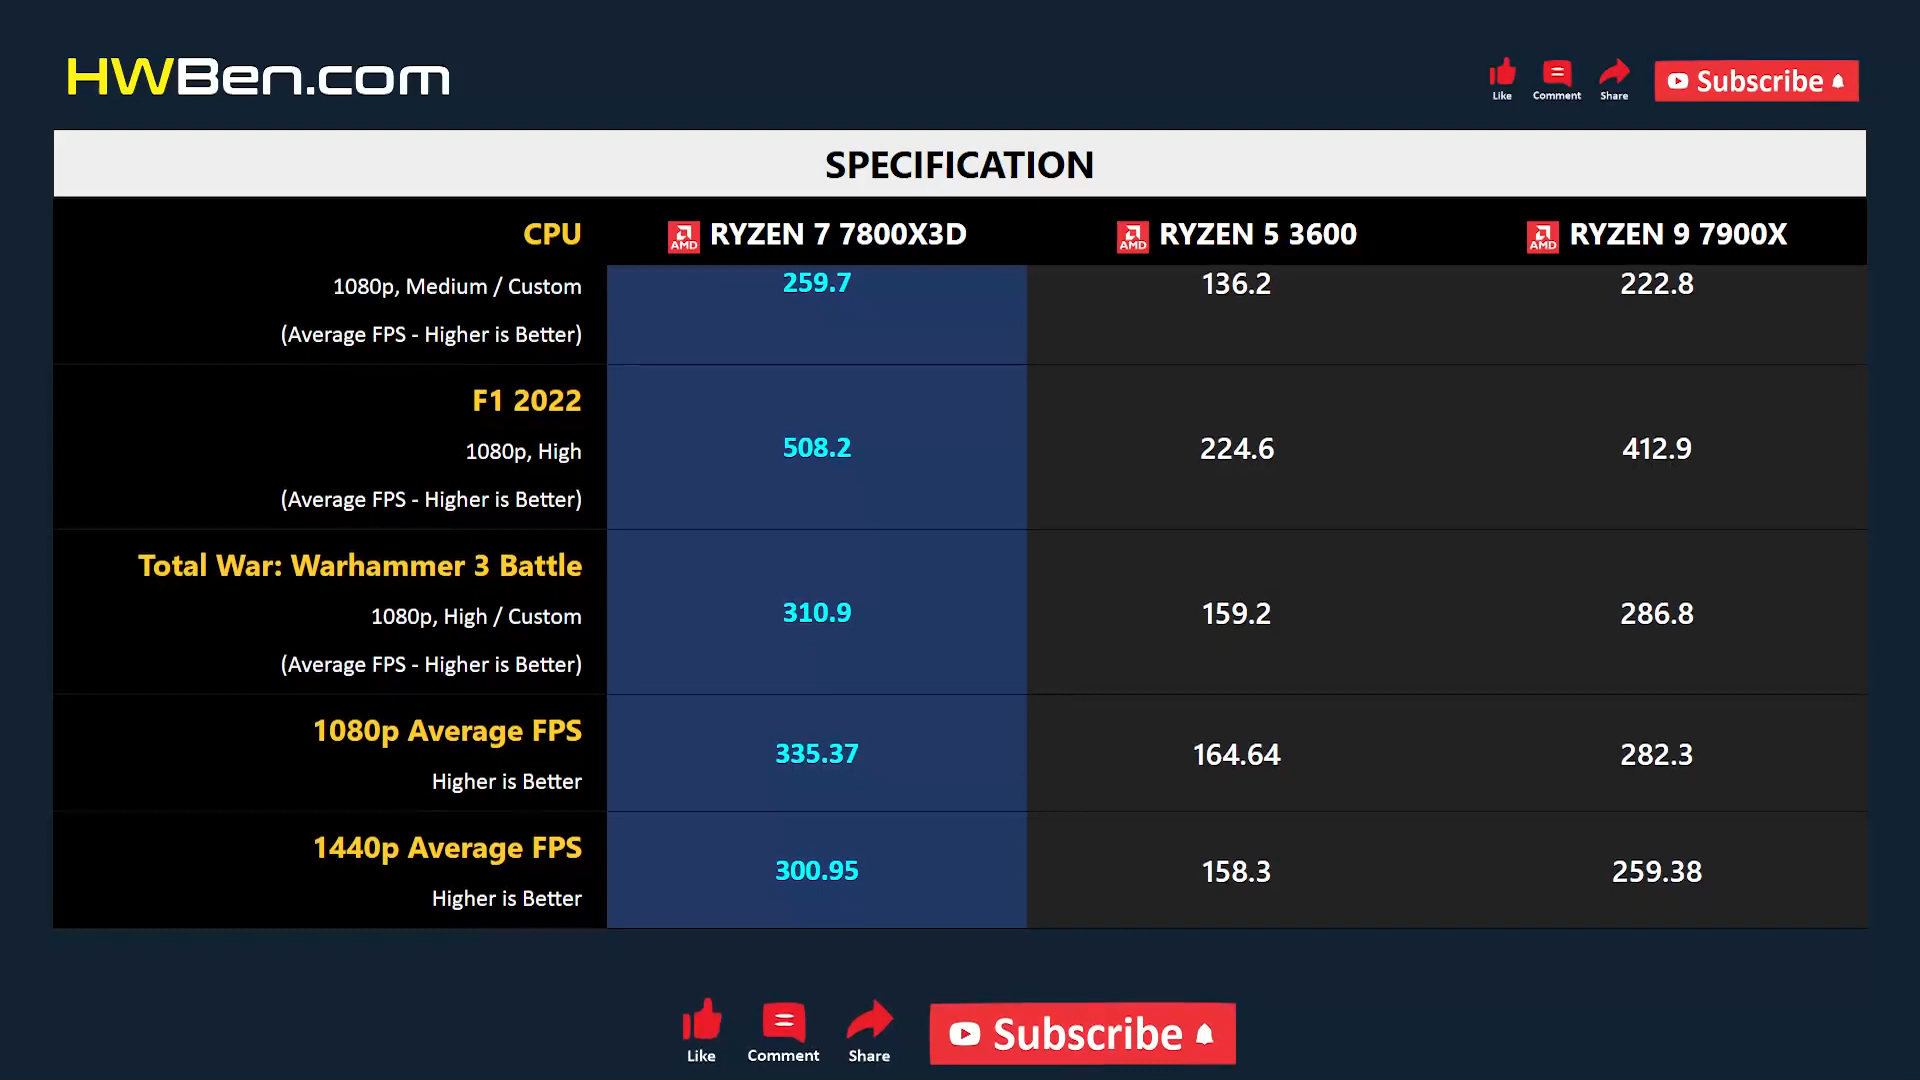 HWBen.com
Like Comment Share Subscribe
SPECIFICATION
CPU AMD RYZEN 7 7800X3D AMD RYZEN 5 3600 AMD RYZEN 9 7900X
1080p, Medium / Custom 259.7 136.2 222.8
(Average FPS - Higher is Better)
F1 2022
1080p, High 508.2 224.6 412.9
(Average FPS - Higher is Better)
Total War: Warhammer 3 Battle
1080p, High / Custom 310.9 159.2 286.8
(Average FPS - Higher is Better)
1080p Average FPS 335.37 164.64 282.3
Higher is Better
1440p Average FPS 300.95 158.3 259.38
Higher is Better
Like Comment Share Subscribe